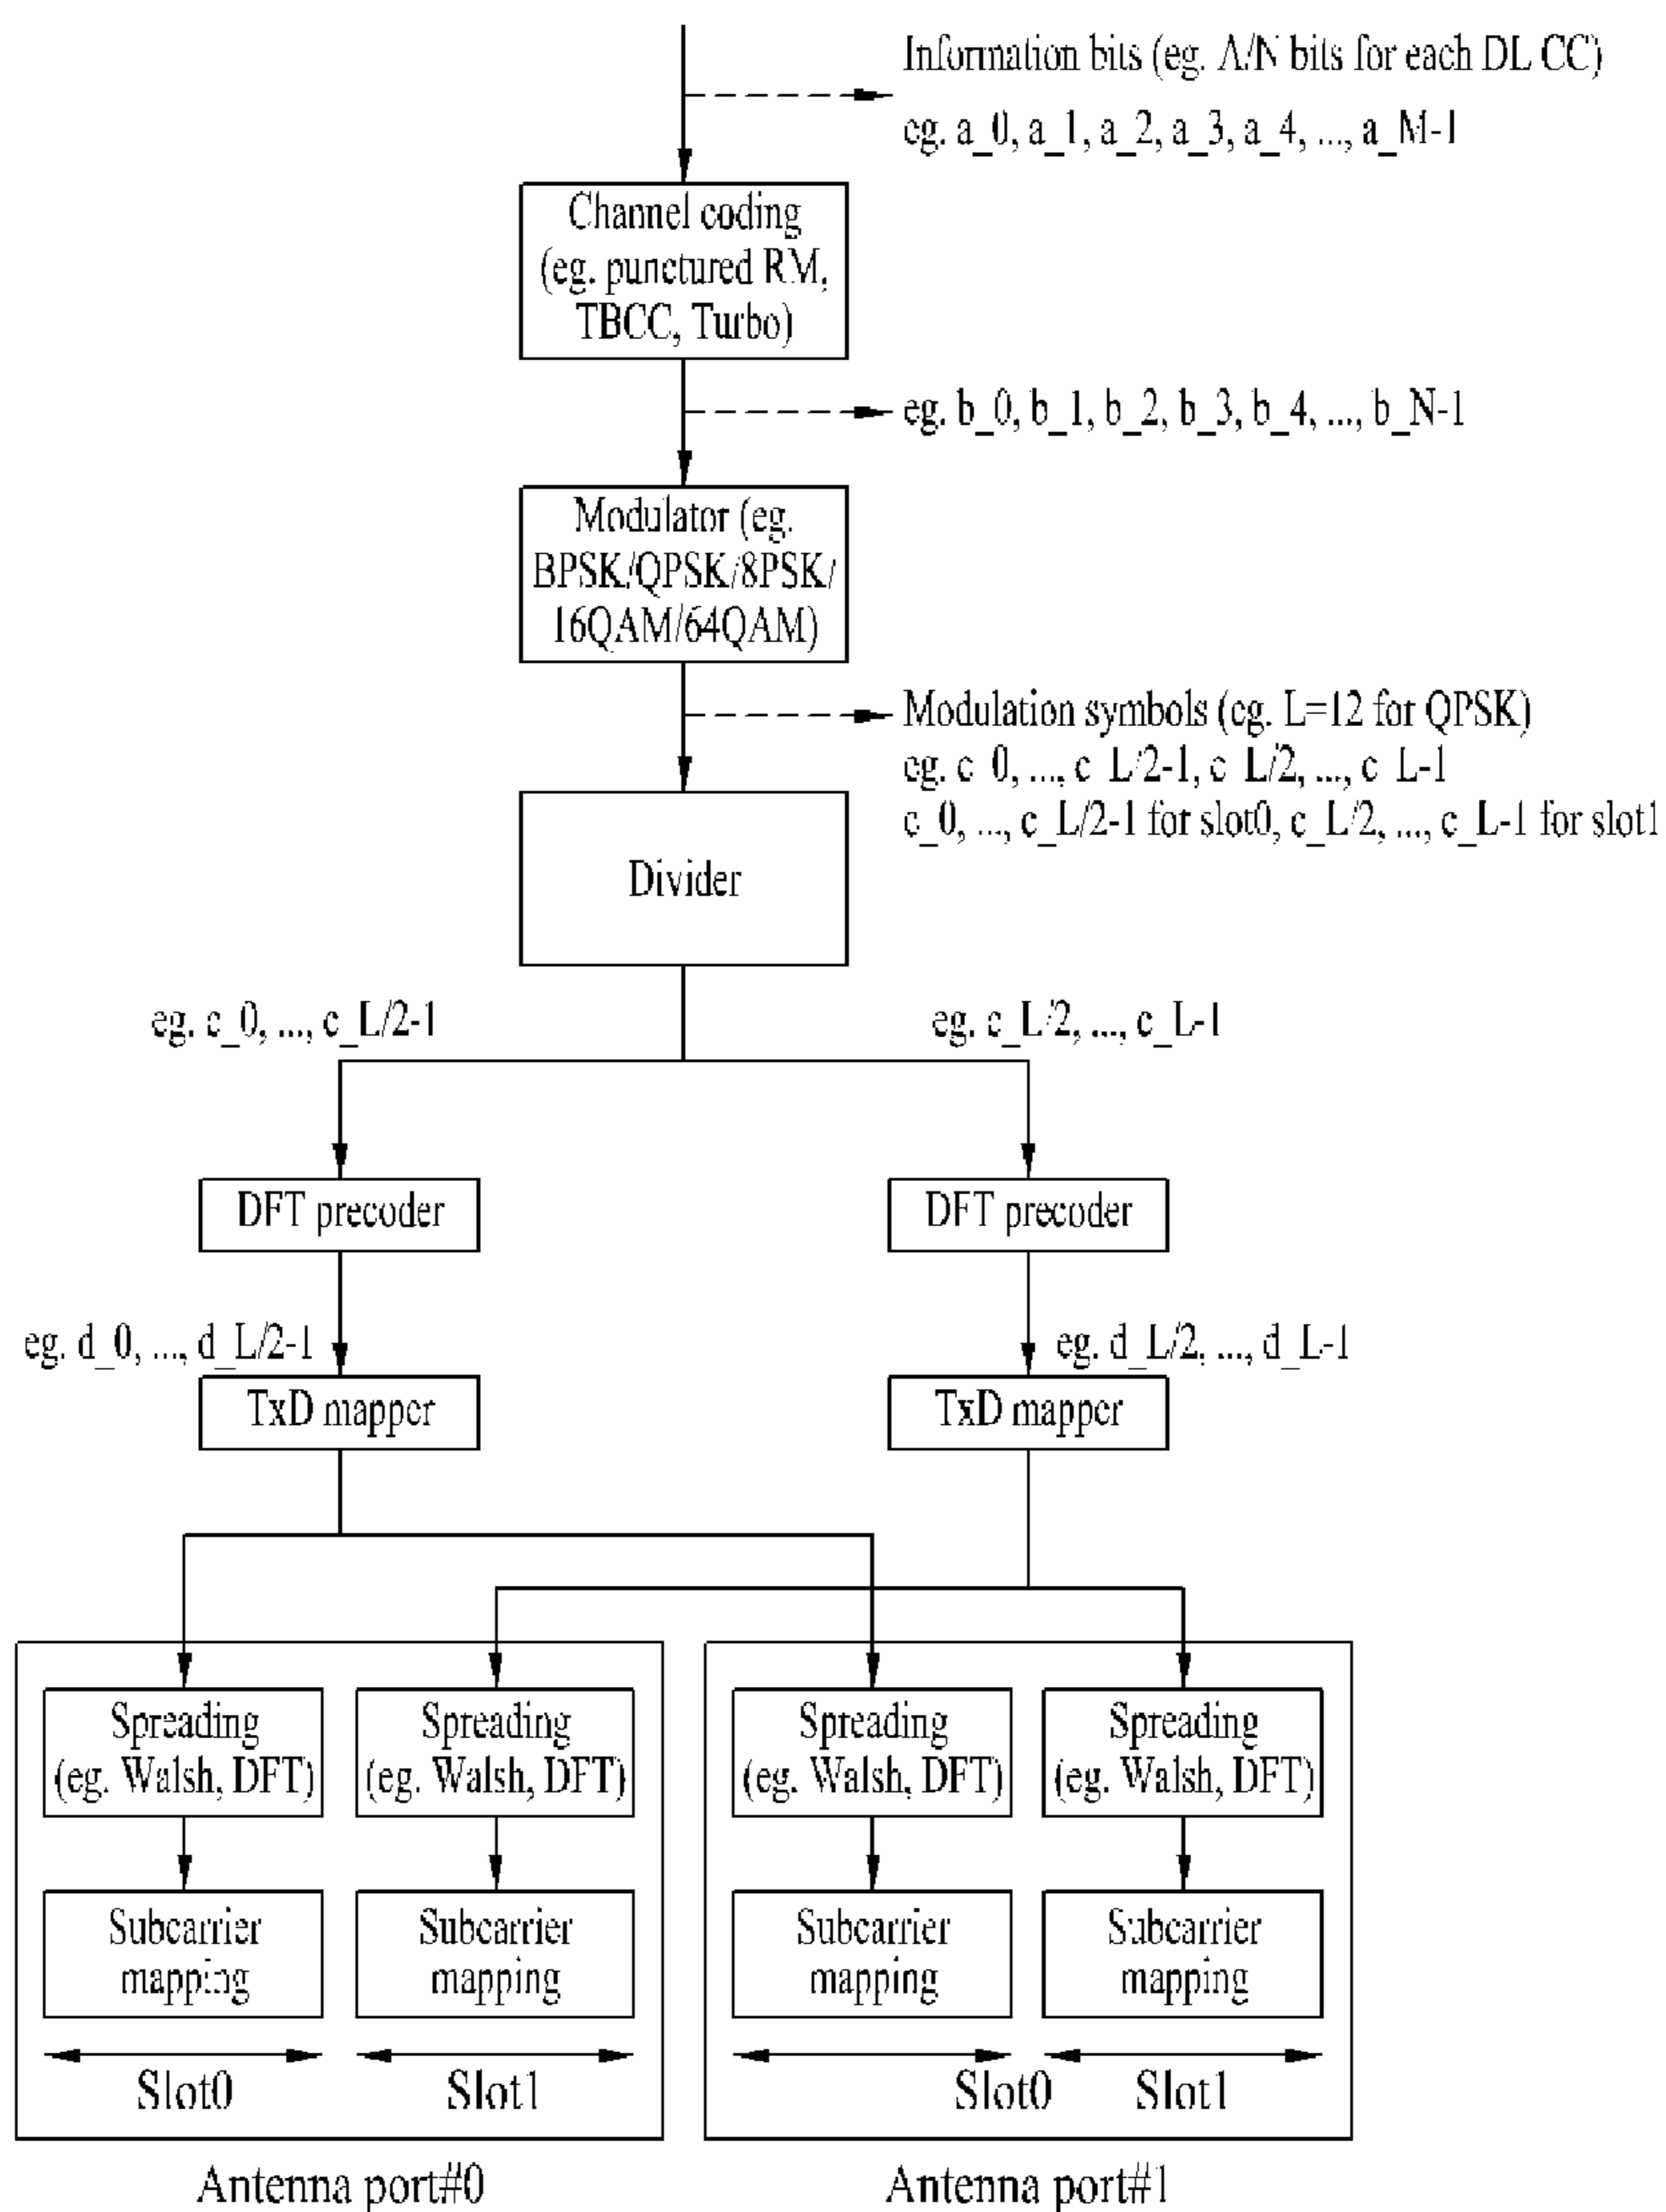 Information bits (eg. A/N bits for each DL CC)
eg. a_0, a_1, a_2, a_3, a_4, ..., a_M-1
Channel coding
(eg. punctured RM,
TBCC, Turbo)
eg. b_0, b_1, b_2, b_3, b_4, ..., b_N-1
Modulator (eg.
BPSK/QPSK/8PSK/
16QAM/64QAM)
Modulation symbols (eg. L=12 for QPSK)
eg. c_0, ..., c_L/2-1, c_L/2, ..., c_L-1
c_0, ..., c_L/2-1 for slot0, c_L/2, ..., c_L-1 for slot1
Divider
eg. c_0, ..., c_L/2-1
eg. c_L/2, ..., c_L-1
DFT precoder
DFT precoder
eg. d_0, ..., d_L/2-1
eg. d_L/2, ..., d_L-1
TxD mapper
TxD mapper
Spreading
(eg. Walsh, DFT)
Spreading
(eg. Walsh, DFT)
Spreading
(eg. Walsh, DFT)
Spreading
(eg. Walsh, DFT)
Subcarrier
mapping
Subcarrier
mapping
Subcarrier
mapping
Subcarrier
mapping
Slot0
Slot1
Slot0
Slot1
Antenna port#0
Antenna port#1